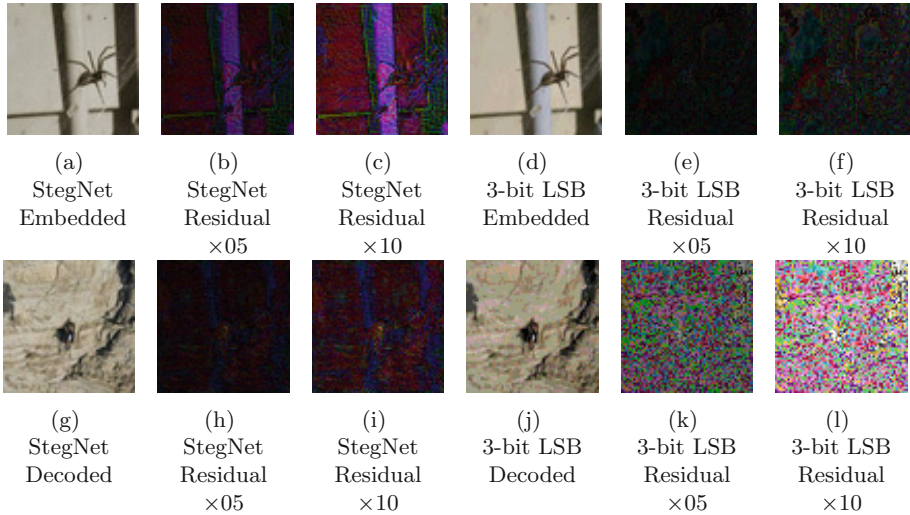 (a) (b) (c) (d) (e) (f)
StegNet StegNet StegNet 3-bit LSB 3-bit LSB 3-bit LSB
Embedded Residual Residual Embedded Residual Residual
×05 ×10 ×05 ×10
(g) (h) (i) (j) (k) (l)
StegNet StegNet StegNet 3-bit LSB 3-bit LSB 3-bit LSB
Decoded Residual Residual Decoded Residual Residual
×05 ×10 ×05 ×10